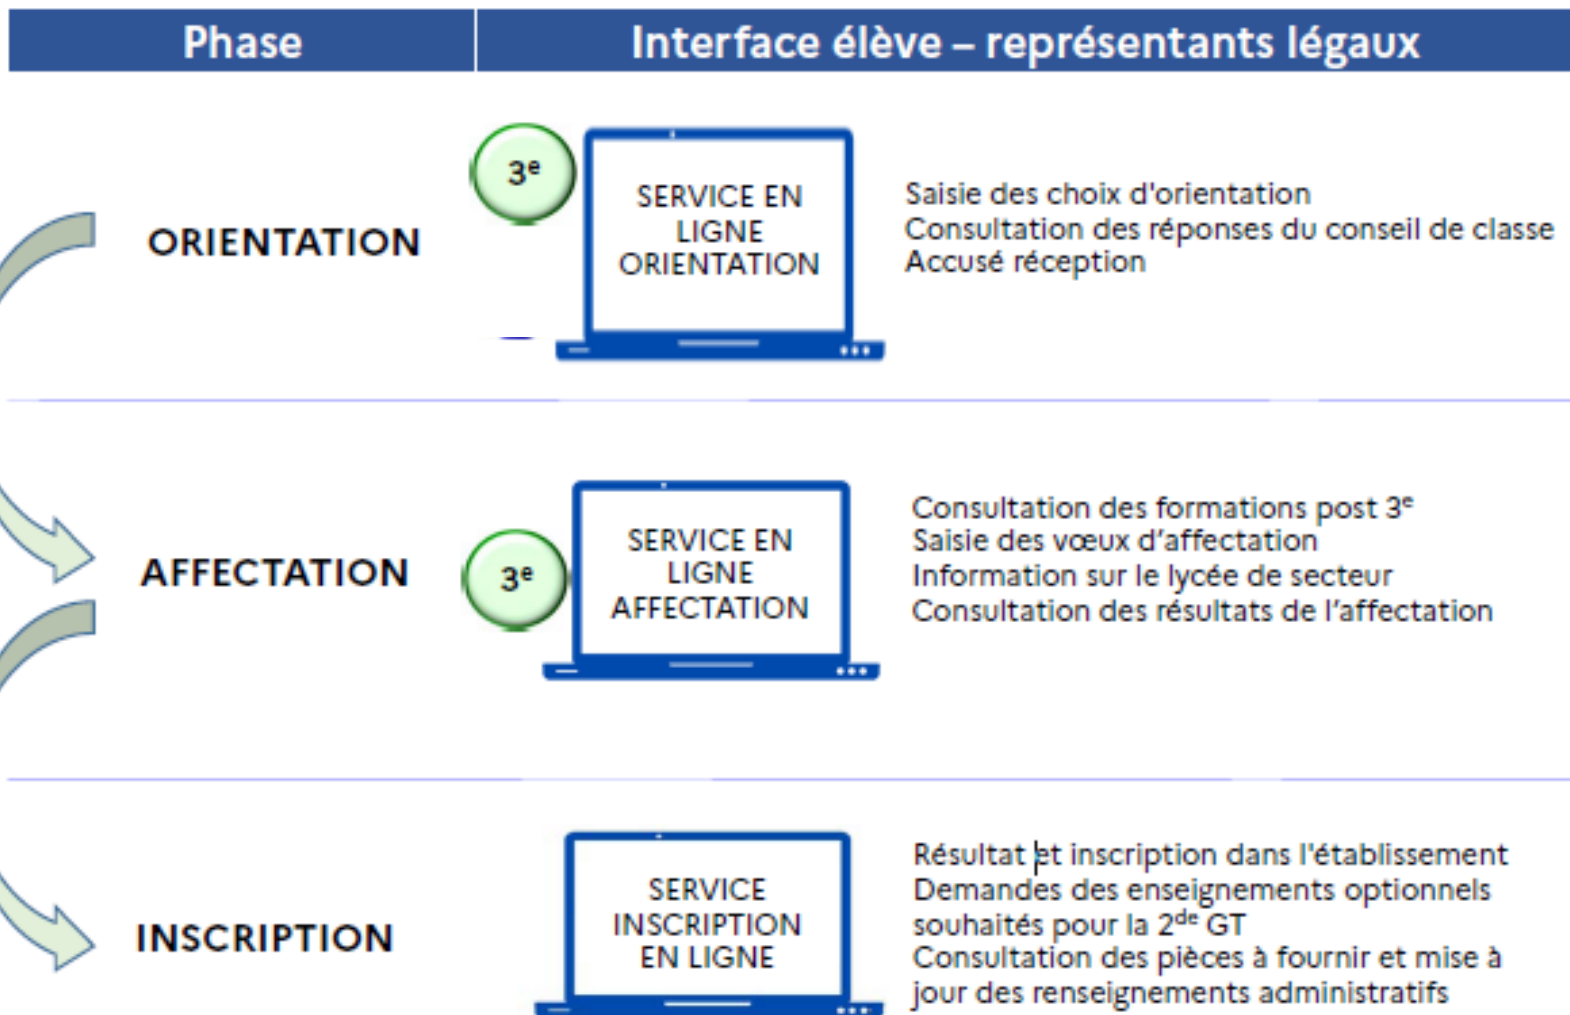 Phase
Interface élève – représentants légaux
3e
ORIENTATION
SERVICE EN
LIGNE
ORIENTATION
Saisie des choix d'orientation
Consultation des réponses du conseil de classe
Accusé réception
AFFECTATION
3e
SERVICE EN
LIGNE
AFFECTATION
Consultation des formations post 3e
Saisie des vœux d’affectation
Information sur le lycée de secteur
Consultation des résultats de l’affectation
INSCRIPTION
SERVICE
INSCRIPTION
EN LIGNE
Résultat et inscription dans l'établissement
Demandes des enseignements optionnels
souhaités pour la 2de GT
Consultation des pièces à fournir et mise à
jour des renseignements administratifs